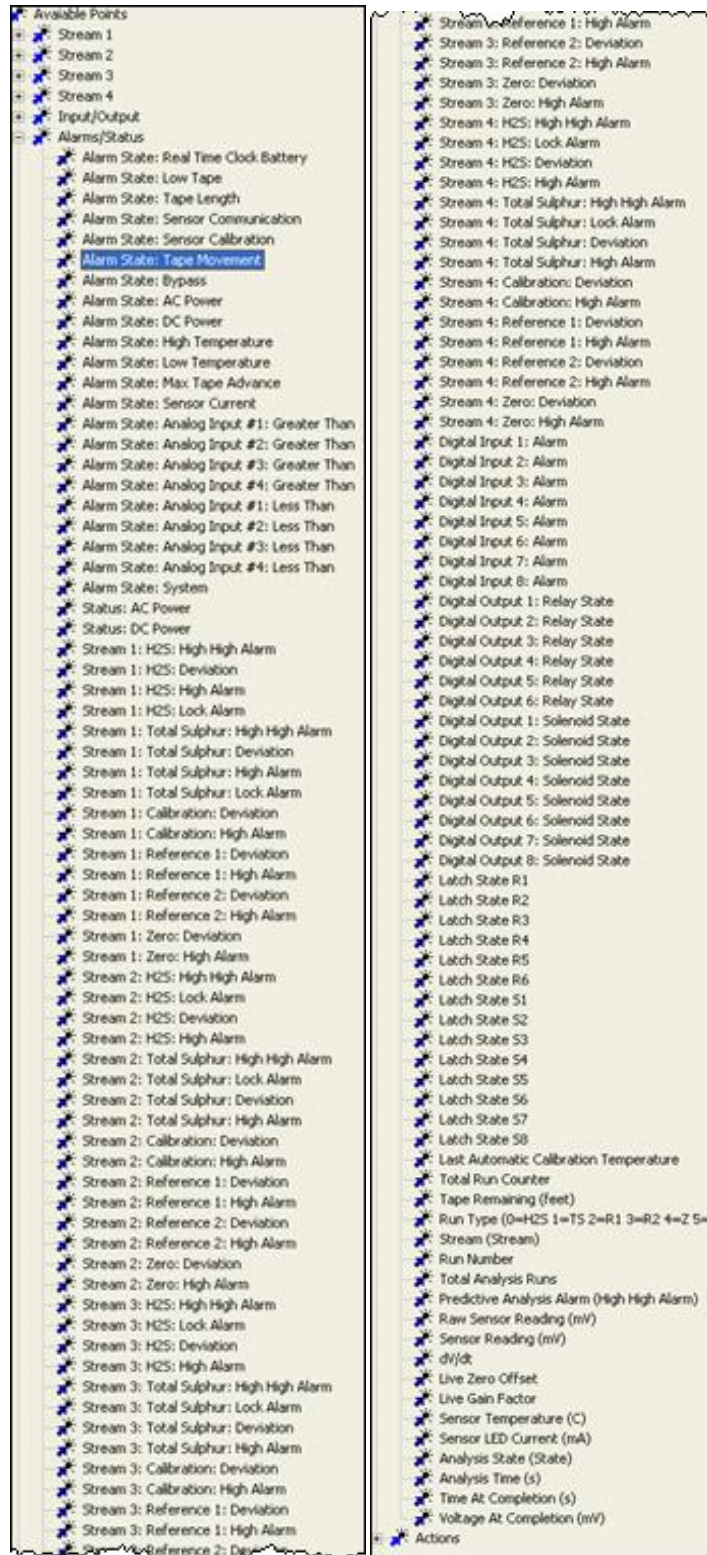 Available Points
Stream 1
Stream 2
Stream 3
Stream 4
Input/Output
Alarms/Status
Alarm State: Real Time Clock Battery
Alarm State: Low Tape
Alarm State: Tape Length
Alarm State: Sensor Communication
Alarm State: Sensor Calibration
Alarm State: Tape Movement
Alarm State: Bypass
Alarm State: AC Power
Alarm State: DC Power
Alarm State: High Temperature
Alarm State: Low Temperature
Alarm State: Max Tape Advance
Alarm State: Sensor Current
Alarm State: Analog Input #1: Greater Than
Alarm State: Analog Input #2: Greater Than
Alarm State: Analog Input #3: Greater Than
Alarm State: Analog Input #4: Greater Than
Alarm State: Analog Input #1: Less Than
Alarm State: Analog Input #2: Less Than
Alarm State: Analog Input #3: Less Than
Alarm State: Analog Input #4: Less Than
Alarm State: System
Status: AC Power
Status: DC Power
Stream 1: H2S: High High Alarm
Stream 1: H2S: Deviation
Stream 1: H2S: High Alarm
Stream 1: H2S: Lock Alarm
Stream 1: Total Sulphur: High High Alarm
Stream 1: Total Sulphur: Deviation
Stream 1: Total Sulphur: High Alarm
Stream 1: Total Sulphur: Lock Alarm
Stream 1: Calibration: Deviation
Stream 1: Calibration: High Alarm
Stream 1: Reference 1: Deviation
Stream 1: Reference 1: High Alarm
Stream 1: Reference 2: Deviation
Stream 1: Reference 2: High Alarm
Stream 1: Zero: Deviation
Stream 1: Zero: High Alarm
Stream 2: H2S: High High Alarm
Stream 2: H2S: Lock Alarm
Stream 2: H2S: Deviation
Stream 2: H2S: High Alarm
Stream 2: Total Sulphur: High High Alarm
Stream 2: Total Sulphur: Lock Alarm
Stream 2: Total Sulphur: Deviation
Stream 2: Total Sulphur: High Alarm
Stream 2: Calibration: Deviation
Stream 2: Calibration: High Alarm
Stream 2: Reference 1: Deviation
Stream 2: Reference 1: High Alarm
Stream 2: Reference 2: Deviation
Stream 2: Reference 2: High Alarm
Stream 2: Zero: Deviation
Stream 2: Zero: High Alarm
Stream 3: H2S: High High Alarm
Stream 3: H2S: Lock Alarm
Stream 3: H2S: Deviation
Stream 3: H2S: High Alarm
Stream 3: Total Sulphur: High High Alarm
Stream 3: Total Sulphur: Lock Alarm
Stream 3: Total Sulphur: Deviation
Stream 3: Total Sulphur: High Alarm
Stream 3: Calibration: Deviation
Stream 3: Calibration: High Alarm
Stream 3: Reference 1: Deviation
Stream 3: Reference 1: High Alarm
Reference 2:
Stream Reference 1: High Alarm
Stream 3: Reference 2: Deviation
Stream 3: Reference 2: High Alarm
Stream 3: Zero: Deviation
Stream 3: Zero: High Alarm
Stream 4: H2S: High High Alarm
Stream 4: H2S: Lock Alarm
Stream 4: H2S: Deviation
Stream 4: H2S: High Alarm
Stream 4: Total Sulphur: High High Alarm
Stream 4: Total Sulphur: Lock Alarm
Stream 4: Total Sulphur: Deviation
Stream 4: Total Sulphur: High Alarm
Stream 4: Calibration: Deviation
Stream 4: Calibration: High Alarm
Stream 4: Reference 1: Deviation
Stream 4: Reference 1: High Alarm
Stream 4: Reference 2: Deviation
Stream 4: Reference 2: High Alarm
Stream 4: Zero: Deviation
Stream 4: Zero: High Alarm
Digital Input 1: Alarm
Digital Input 2: Alarm
Digital Input 3: Alarm
Digital Input 4: Alarm
Digital Input 5: Alarm
Digital Input 6: Alarm
Digital Input 7: Alarm
Digital Input 8: Alarm
Digital Output 1: Relay State
Digital Output 2: Relay State
Digital Output 3: Relay State
Digital Output 4: Relay State
Digital Output 5: Relay State
Digital Output 6: Relay State
Digital Output 1: Solenoid State
Digital Output 2: Solenoid State
Digital Output 3: Solenoid State
Digital Output 4: Solenoid State
Digital Output 5: Solenoid State
Digital Output 6: Solenoid State
Digital Output 7: Solenoid State
Digital Output 8: Solenoid State
Latch State R1
Latch State R2
Latch State R3
Latch State R4
Latch State R5
Latch State R6
Latch State S1
Latch State S2
Latch State S3
Latch State S4
Latch State S5
Latch State S6
Latch State S7
Latch State S8
Last Automatic Calibration Temperature
Total Run Counter
Tape Remaining (feet)
Run Type (0=H2S 1=TS 2=R1 3=R2 4=Z 5=
Stream (Stream)
Run Number
Total Analysis Runs
Predictive Analysis Alarm (High High Alarm)
Raw Sensor Reading (mV)
Sensor Reading (mV)
dV/dt
Live Zero Offset
Live Gain Factor
Sensor Temperature (C)
Sensor LED Current (mA)
Analysis State (State)
Analysis Time (s)
Time At Completion (s)
Voltage At Completion (mV)
Actions